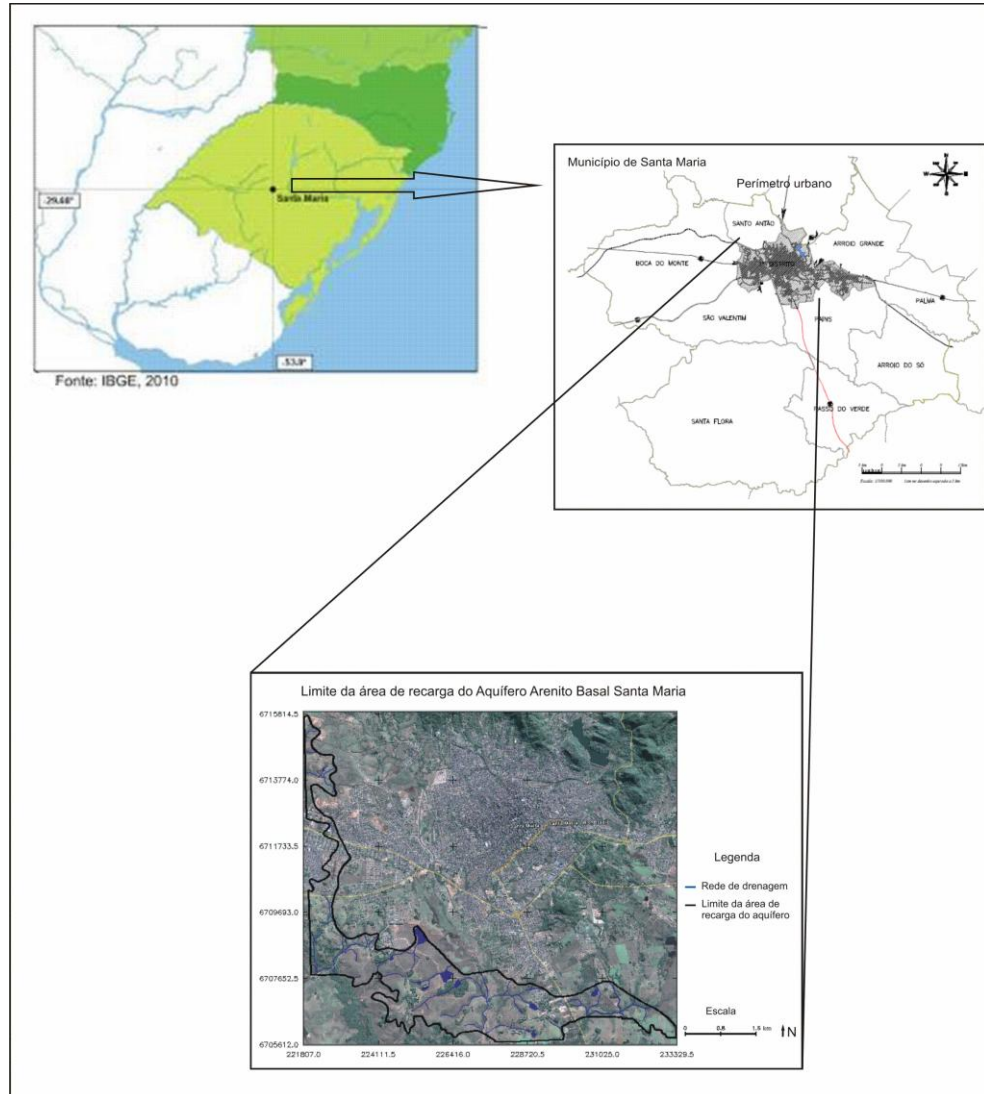 -29.68°
Santa Maria
-53.8°
Fonte: IBGE, 2010
Município de Santa Maria
Perímetro urbano
N
SANTO ANTÃO
ARROIO GRANDE
BOCA DO MONTE
PALMA
SÃO VALENTIM
PAINS
ARROIO DO SÓ
PASSO DO VERDE
SANTA FLORA
Limite da área de recarga do Aquífero Arenito Basal Santa Maria
6715814.5
6713774.0
6711733.5
6709693.0
6707652.5
6705612.0
221807.0
224111.5
226416.0
228720.5
231025.0
233329.5
Legenda
Rede de drenagem
Limite da área de
recarga do aquífero
Escala
0 0.8 1.5 km
N